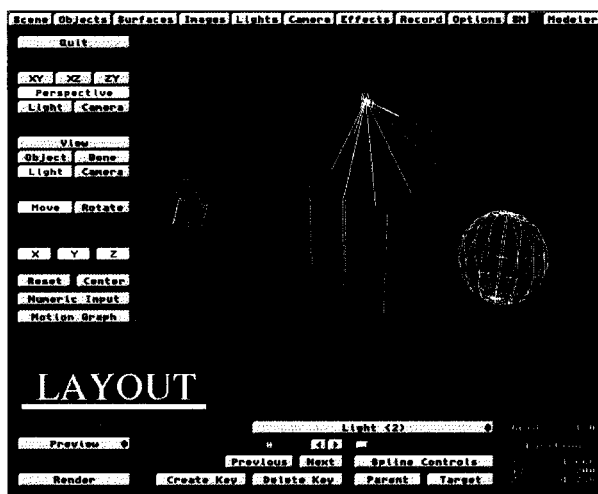 Scene Objects Surfaces Images Lights Camera Effects Record Options SM Modeler
Quit
XY XZ ZY
Perspective
Light Camera
View
Object Bone
Light Camera
Move Rotate
X Y Z
Reset Center
Numeric Input
Motion Graph
LAYOUT
Light (2)
Preview 0
Previous Next Spline Controls
Render Create Key Delete Key Parent Target